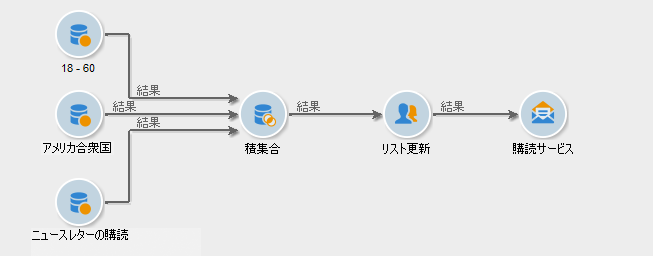 18 - 60
結果
結果
アメリカ合衆国
結果
ニュースレターの購読
積集合
結果
リスト更新
結果
購読サービス